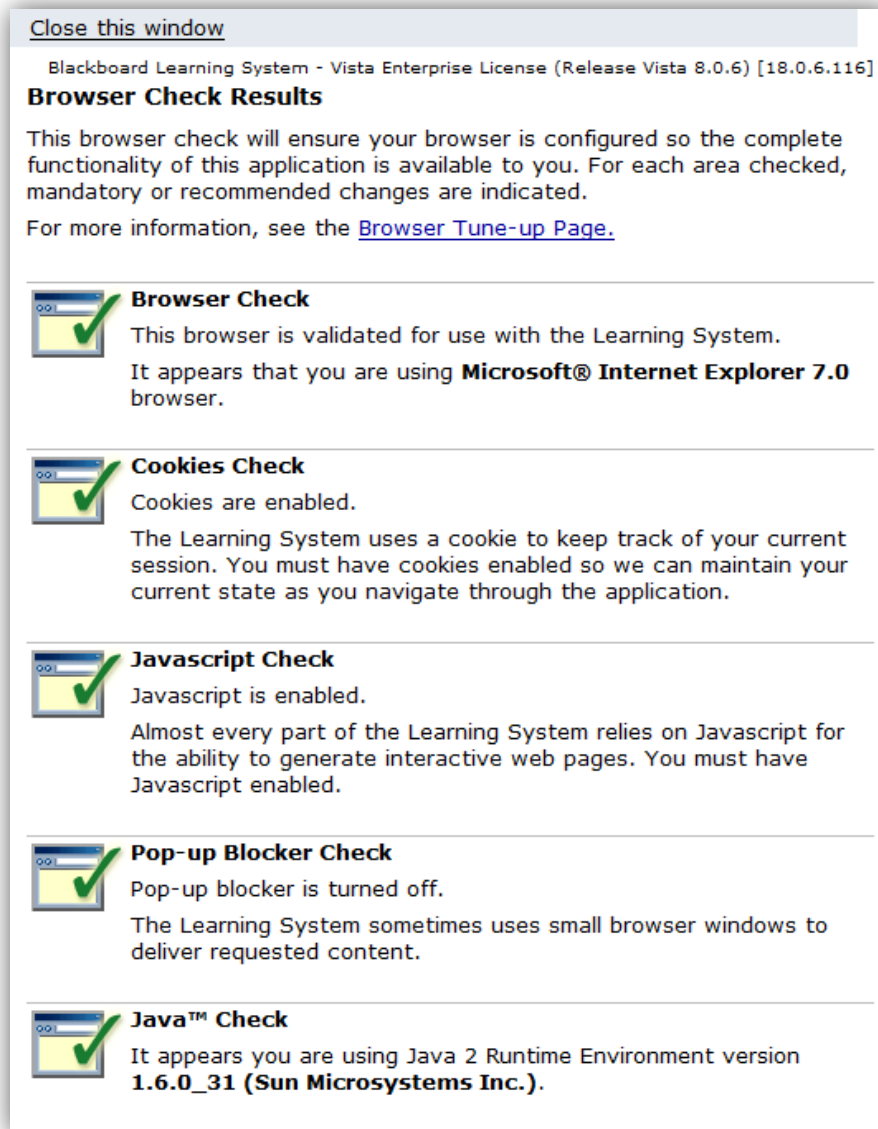 Close this window
Blackboard Learning System - Vista Enterprise License (Release Vista 8.0.6) [18.0.6.116]
Browser Check Results
This browser check will ensure your browser is configured so the complete
functionality of this application is available to you. For each area checked,
mandatory or recommended changes are indicated.
For more information, see the Browser Tune-up Page.
Browser Check
This browser is validated for use with the Learning System.
It appears that you are using Microsoft® Internet Explorer 7.0
browser.
Cookies Check
Cookies are enabled.
The Learning System uses a cookie to keep track of your current
session. You must have cookies enabled so we can maintain your
current state as you navigate through the application.
Javascript Check
Javascript is enabled.
Almost every part of the Learning System relies on Javascript for
the ability to generate interactive web pages. You must have
Javascript enabled.
Pop-up Blocker Check
Pop-up blocker is turned off.
The Learning System sometimes uses small browser windows to
deliver requested content.
Java™ Check
It appears you are using Java 2 Runtime Environment version
1.6.0_31 (Sun Microsystems Inc.).